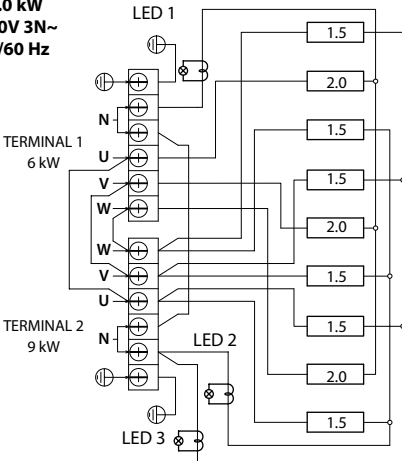 .0 kW
0V 3N~
/60 Hz
LED 1
1.5
2.0
1.5
1.5
2.0
1.5
1.5
2.0
1.5
N
TERMINAL 1
6 kW
U
V
W
W
V
U
TERMINAL 2
9 kW
N
LED 2
LED 3